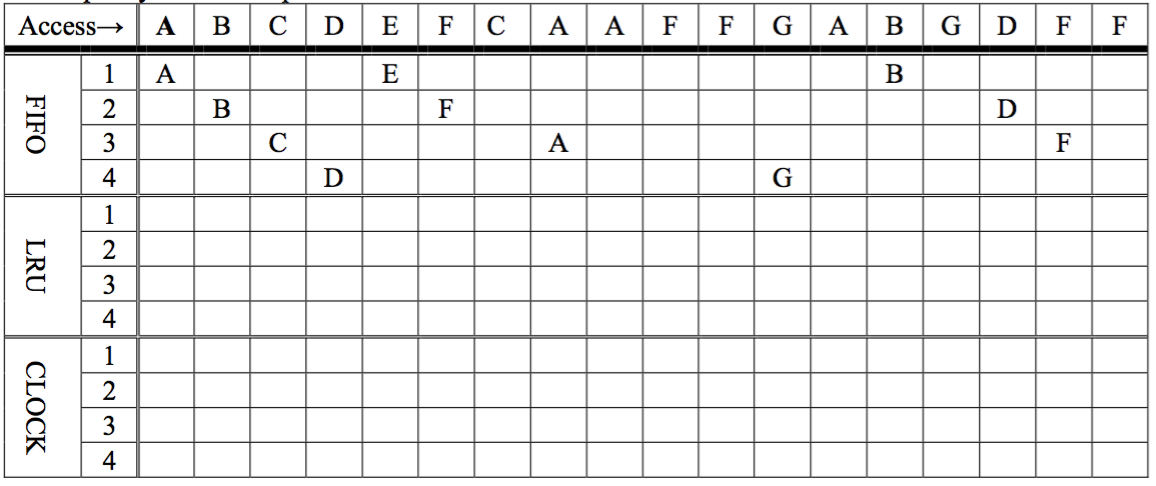 Access→ A B C D E F C A A F F G A B G D F F
FIFO
1 A E B
2 B F D
3 C A F
4 D G
LRU
1
2
3
4
CLOCK
1
2
3
4